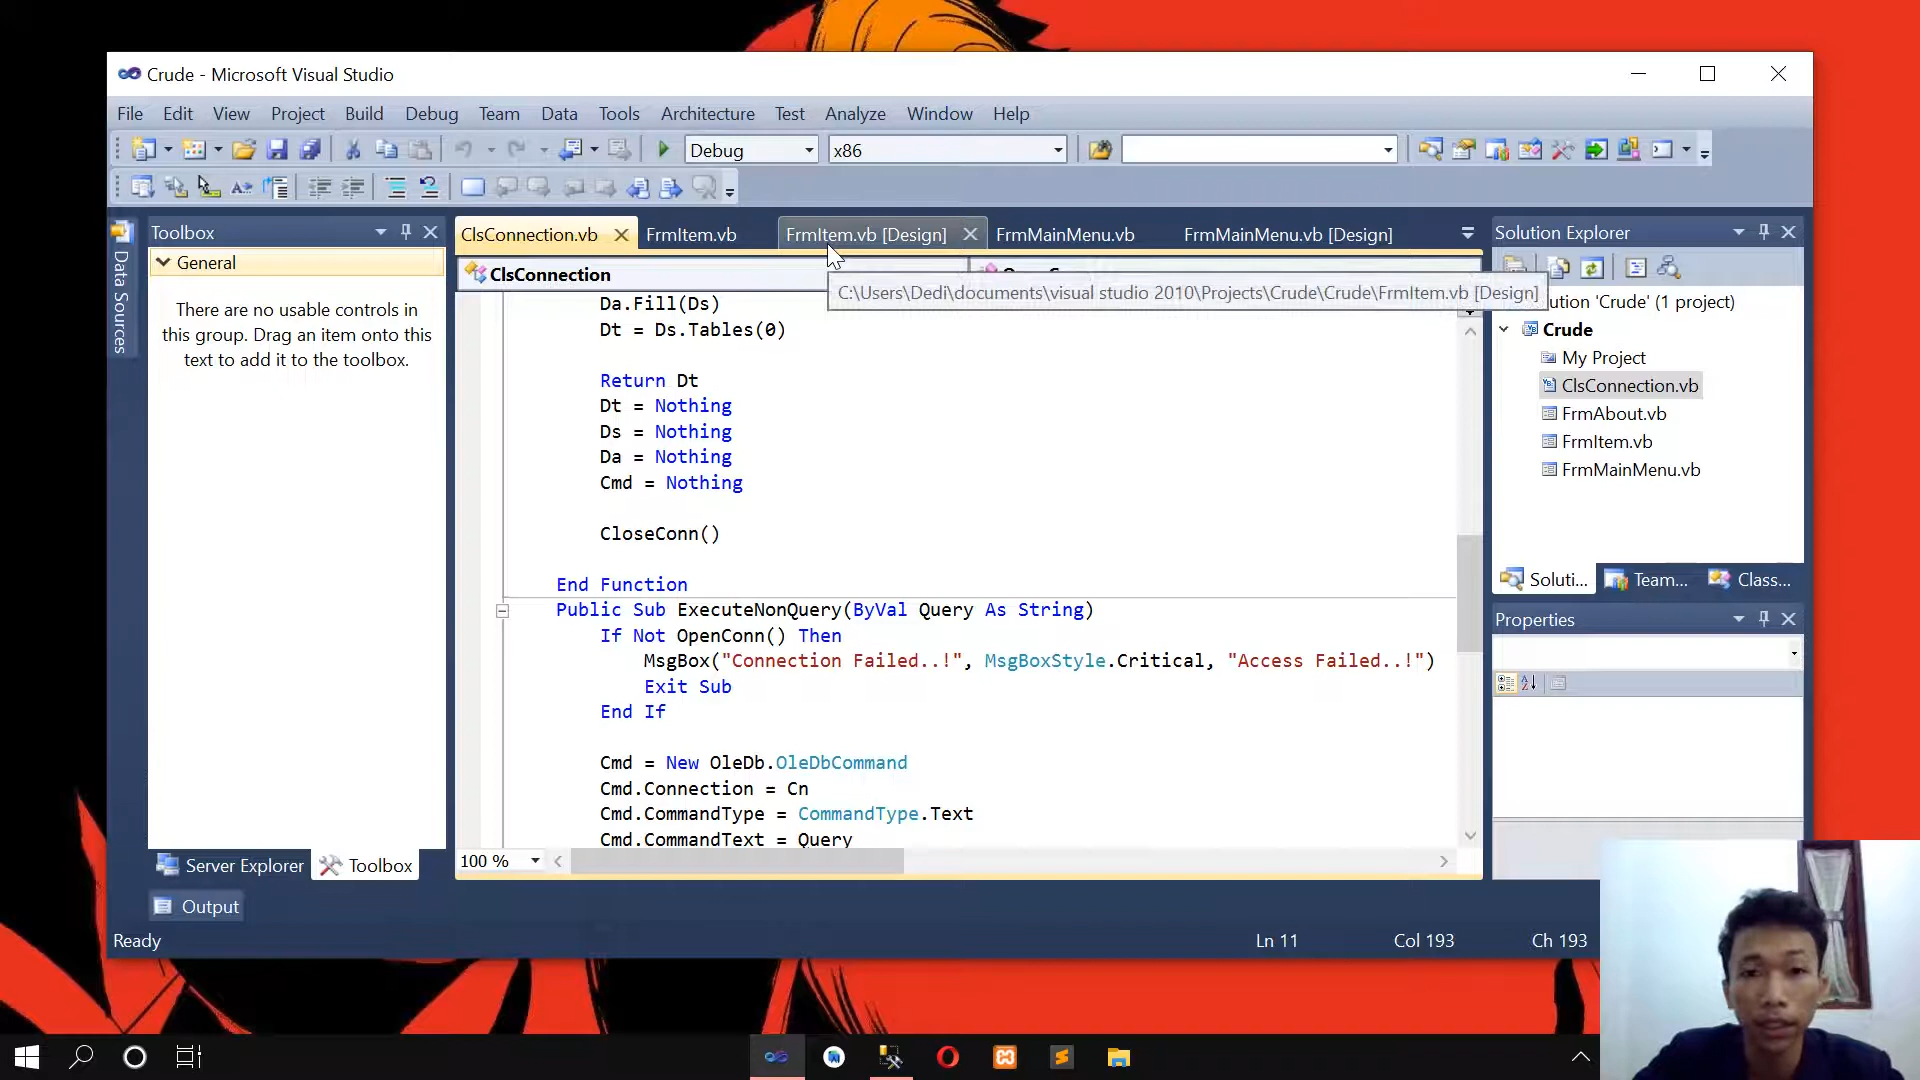 Crude - Microsoft Visual Studio
File Edit View Project Build Debug Team Data Tools Architecture Test Analyze Window Help
Debug x86
Toolbox
General
There are no usable controls in
this group. Drag an item onto this
text to add it to the toolbox.
Data Sources
Server Explorer Toolbox
Output
ClsConnection.vb FrmItem.vb FrmItem.vb [Design] FrmMainMenu.vb FrmMainMenu.vb [Design]
ClsConnection
C:\Users\Dedi\documents\visual studio 2010\Projects\Crude\Crude\FrmItem.vb [Design]
Da.Fill(Ds)
Dt = Ds.Tables(0)
Return Dt
Dt = Nothing
Ds = Nothing
Da = Nothing
Cmd = Nothing
CloseConn()
End Function
Public Sub ExecuteNonQuery(ByVal Query As String)
If Not OpenConn() Then
MsgBox("Connection Failed..!", MsgBoxStyle.Critical, "Access Failed..!")
Exit Sub
End If
Cmd = New OleDb.OleDbCommand
Cmd.Connection = Cn
Cmd.CommandType = CommandType.Text
Cmd.CommandText = Query
100 %
Solution Explorer
ution 'Crude' (1 project)
Crude
My Project
ClsConnection.vb
FrmAbout.vb
FrmItem.vb
FrmMainMenu.vb
Soluti... Team... Class...
Properties
Ready Ln 11 Col 193 Ch 193